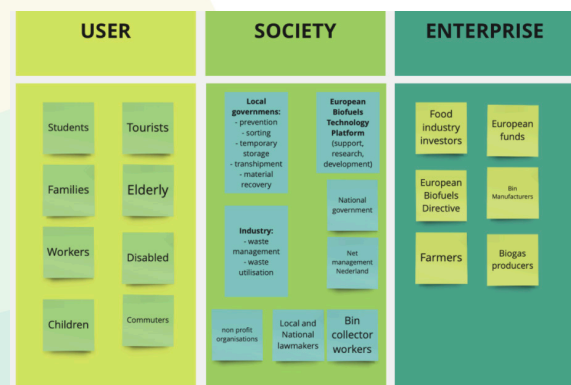 USER
SOCIETY
ENTERPRISE
Students
Tourists
Families
Elderly
Workers
Disabled
Children
Commuters
Local
governmens:
- prevention
- sorting
- temporary
storage
- transhipment
- material
recovery
European
Biofuels
Technology
Platform
(support,
research,
development)
National
government
Industry:
- waste
management
- waste
utilisation
Net
management
Nederland
non profit
organisations
Local and
National
lawmakers
Bin
collector
workers
Food
industry
investors
European
funds
European
Biofuels
Directive
Bin
Manufacturers
Farmers
Biogas
producers